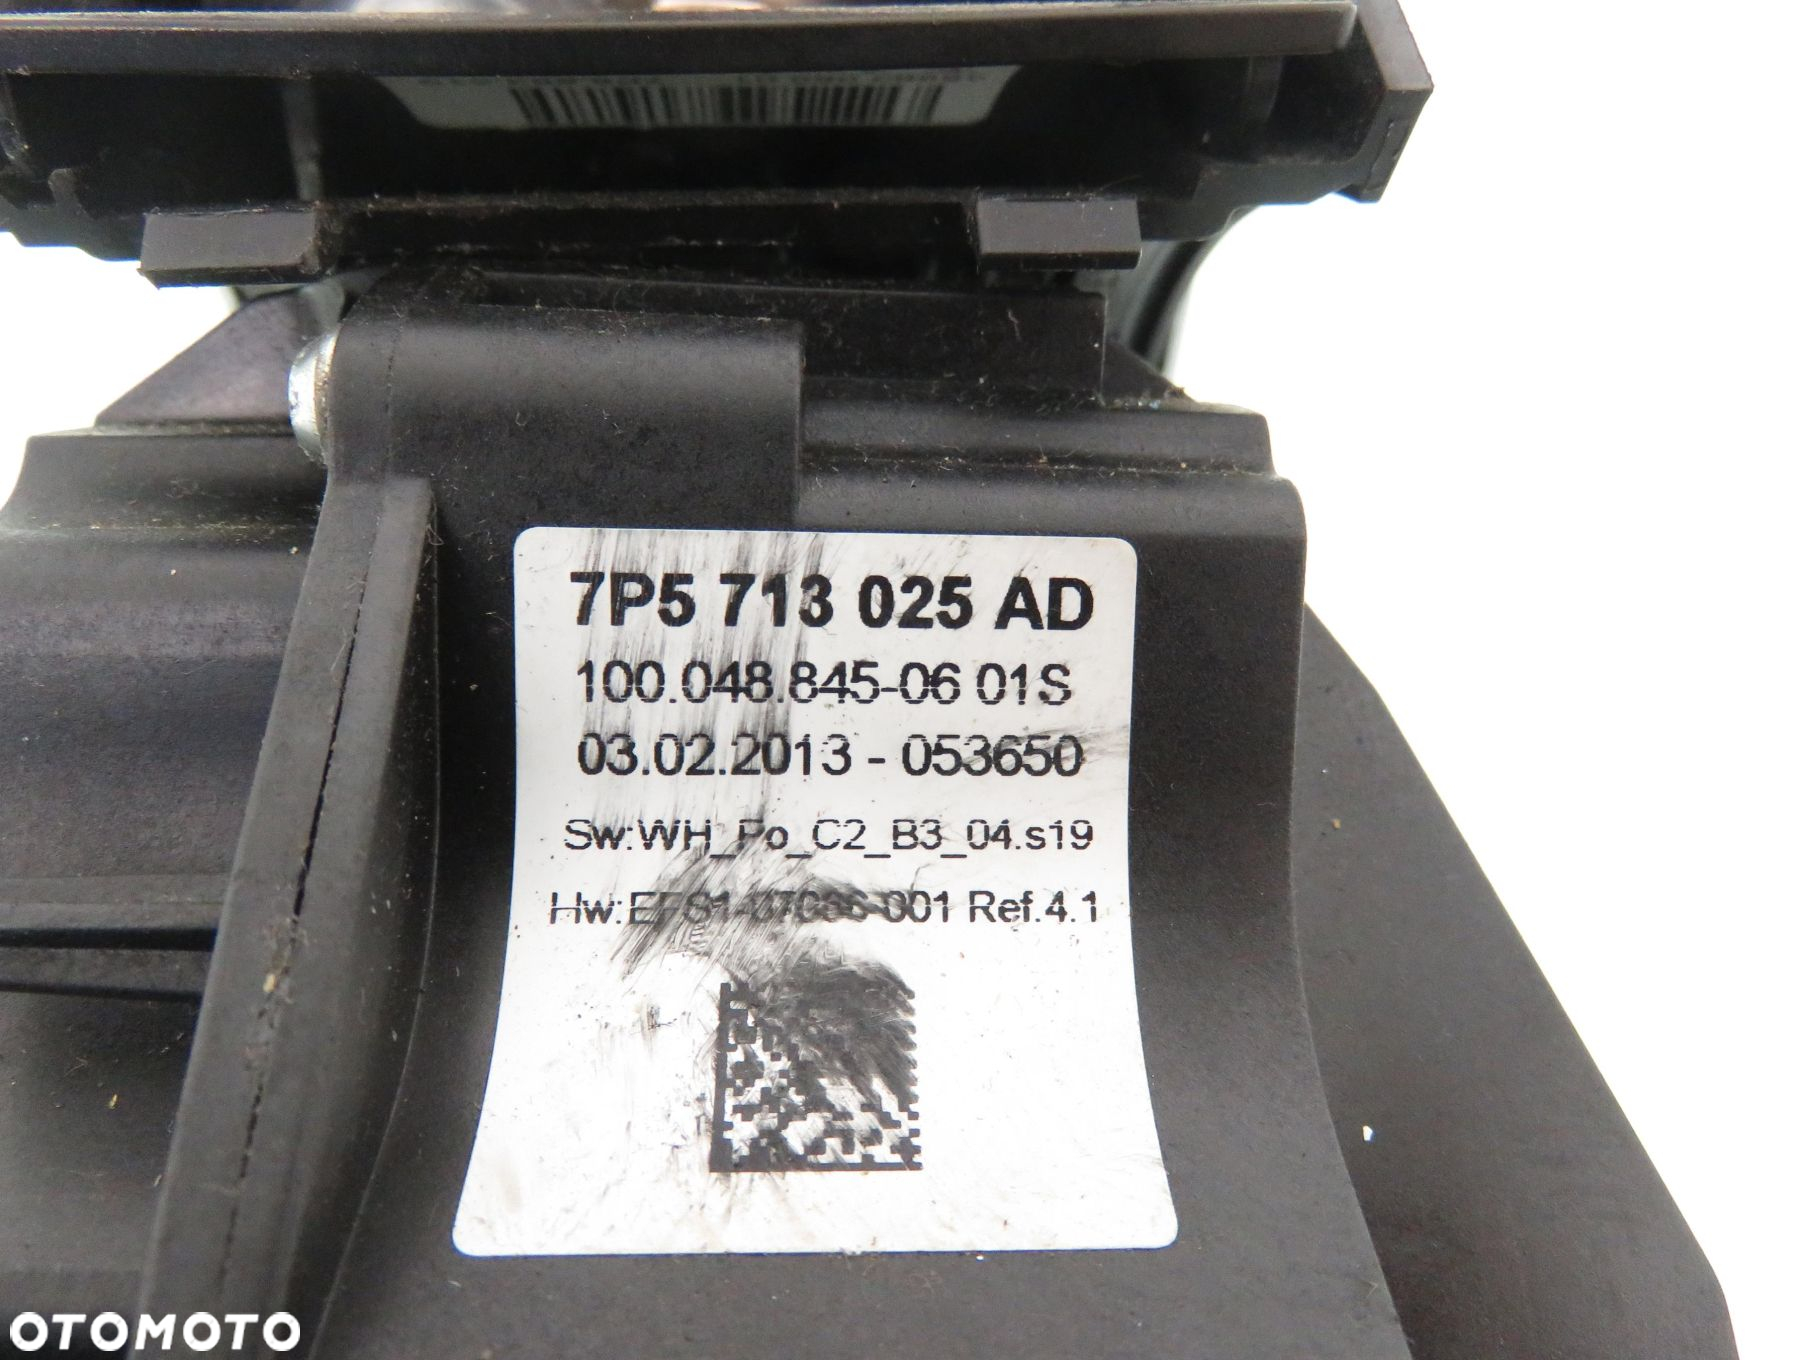 7P5 713 025 AD
100.048.845-06 01S
03.02.2013 - 053650
Sw:WH_Po_C2_B3_04.s19
Ref.4.1
OTOMOTO